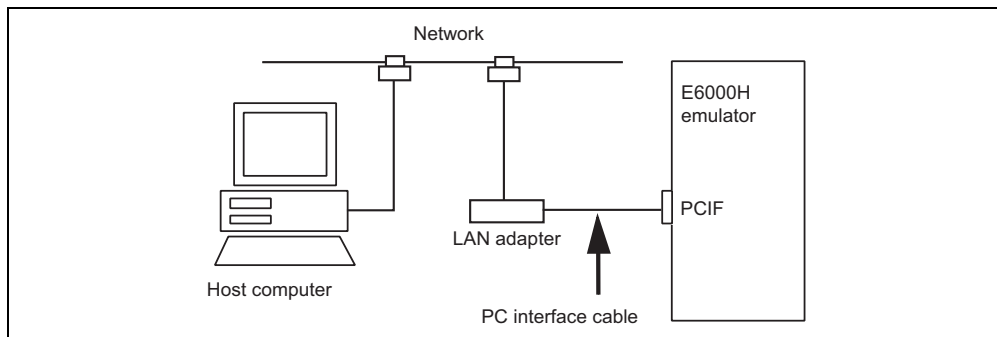 Network
E6000H
emulator
PCIF
LAN adapter
Host computer
PC interface cable